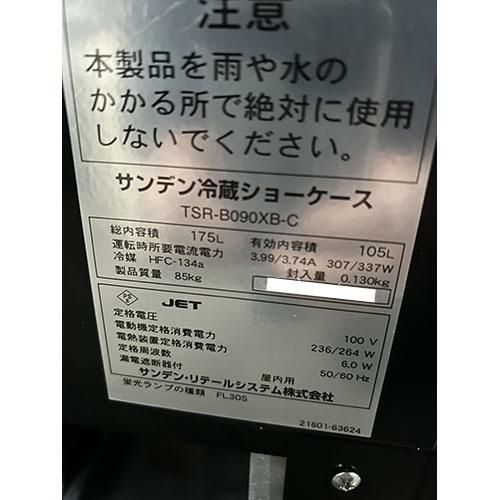 注意
本製品を雨や水の
かかる所で絶対に使用
しないでください。
サンデン冷蔵ショーケース
TSR-B090XB-C
総内容積 175L 有効内容積 105L
運転時所要電流電力 3.99/3.74A 307/337W
冷媒 HFC-134a 封入量 0.130kg
製品質量 85kg
PS E JET
定格電圧 100 V
電動機定格消費電力 236/264 W
電熱装置定格消費電力 6.0 W
定格周波数 50/60 Hz
漏電遮断器付 屋内用
サンデン・リテールシステム株式会社
蛍光ランプの種類 FL30S
21601-63624